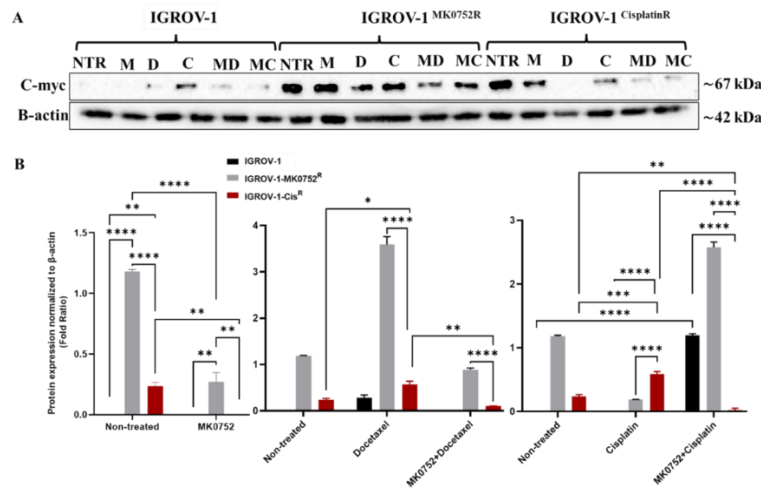 A
IGROV-1 IGROV-1 MK0752R IGROV-1 CisplatinR
NTR M D C MD MC NTR M D C MD MC NTR M D C MD MC
C-myc ~67 kDa
B-actin ~42 kDa
B
IGROV-1
IGROV-1-MK0752R
IGROV-1-CisR
Protein expression normalized to β-actin
(Fold Ratio)
1.5
1.0
0.5
0.0
**** ** **** **** ** ** **
Non-treated MK0752
4
3
2
1
0
* **** ** ****
Non-treated Docetaxel MK0752+Docetaxel
3
2
1
0
** **** **** **** **** *** **** ****
Non-treated Cisplatin MK0752+Cisplatin